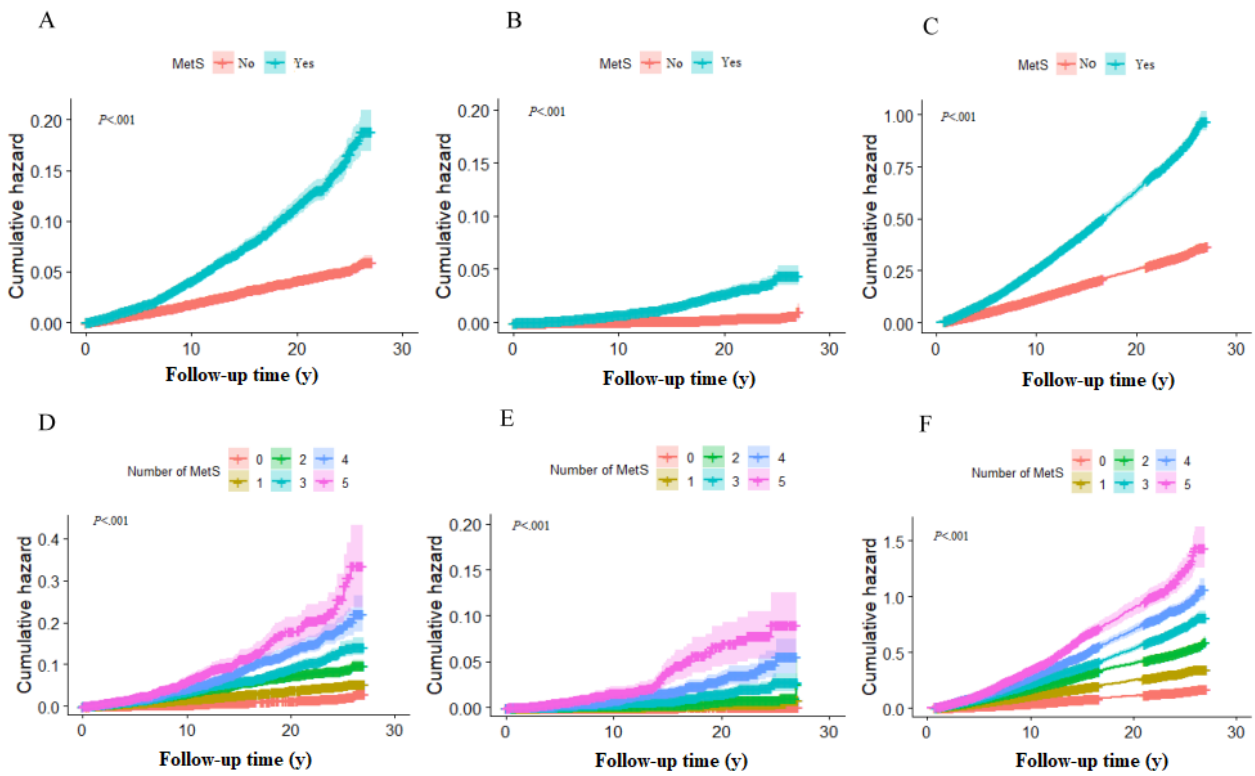 A
B
C
MetS No Yes
MetS No Yes
MetS No Yes
P<.001
P<.001
P<.001
Cumulative hazard
0.20
0.15
0.10
0.05
0.00
0 10 20 30
Follow-up time (y)
Cumulative hazard
0.20
0.15
0.10
0.05
0.00
0 10 20 30
Follow-up time (y)
Cumulative hazard
1.00
0.75
0.50
0.25
0.00
0 10 20 30
Follow-up time (y)
D
E
F
Number of MetS
0 2 4
1 3 5
Number of MetS
0 2 4
1 3 5
Number of MetS
0 2 4
1 3 5
P<.001
P<.001
P<.001
Cumulative hazard
0.4
0.3
0.2
0.1
0.0
0 10 20 30
Follow-up time (y)
Cumulative hazard
0.20
0.15
0.10
0.05
0.00
0 10 20 30
Follow-up time (y)
Cumulative hazard
1.5
1.0
0.5
0.0
0 10 20 30
Follow-up time (y)